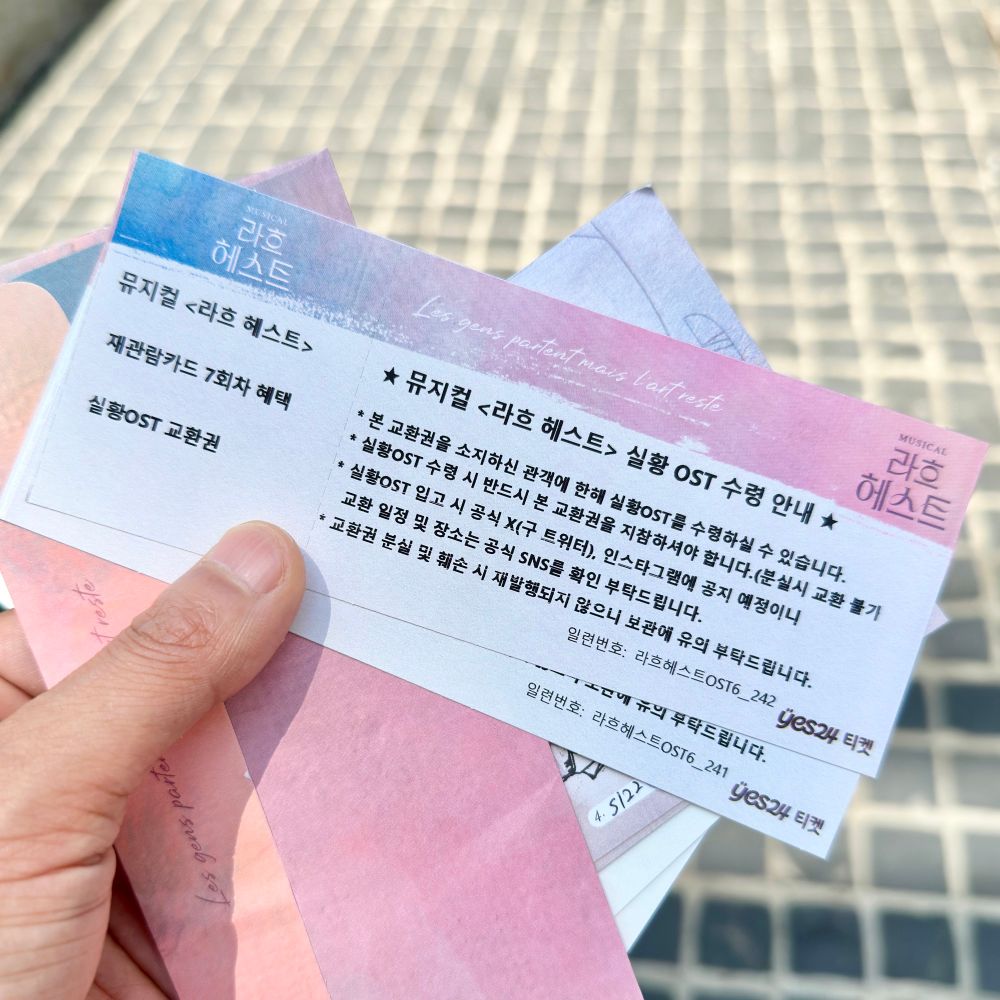 MUSICAL
라흐
헤스트
뮤지컬 <라흐 헤스트>
재관람카드 7회차 혜택
실황OST 교환권
Les gens partent mais l'art reste
★ 뮤지컬 <라흐 헤스트> 실황 OST 수령 안내 ★
* 본 교환권을 소지하신 관객에 한해 실황OST를 수령하실 수 있습니다.
* 실황OST 수령 시 반드시 본 교환권을 지참하셔야 합니다.(분실시 교환 불가
* 실황OST 입고 시 공식 X(구 트위터), 인스타그램에 공지 예정이니
교환 일정 및 장소는 공식 SNS를 확인 부탁드립니다.
* 교환권 분실 및 훼손 시 재발행되지 않으니 보관에 유의 부탁드립니다.
일련번호: 라흐헤스트OST6_242
yes24 티켓
MUSICAL
라흐
헤스트
유의 부탁드립니다.
일련번호: 라흐헤스트OST6_241
yes24 티켓
4. 5/22
reste
Les gens parten